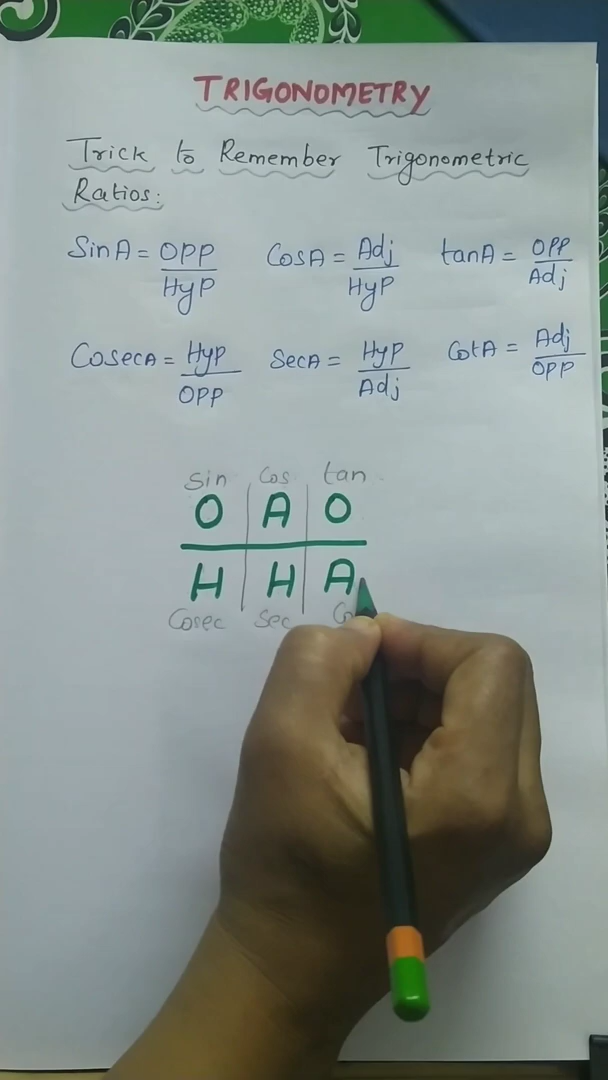 TRIGONOMETRY
Trick to Remember Trigonometric
Ratios:
SinA = OPP/HYP CosA = Adj/HYP tanA = OPP/Adj
CosecA = HYP/OPP SecA = HYP/Adj CotA = Adj/OPP
Sin Cos tan
O A O
H H A
Cosec Sec